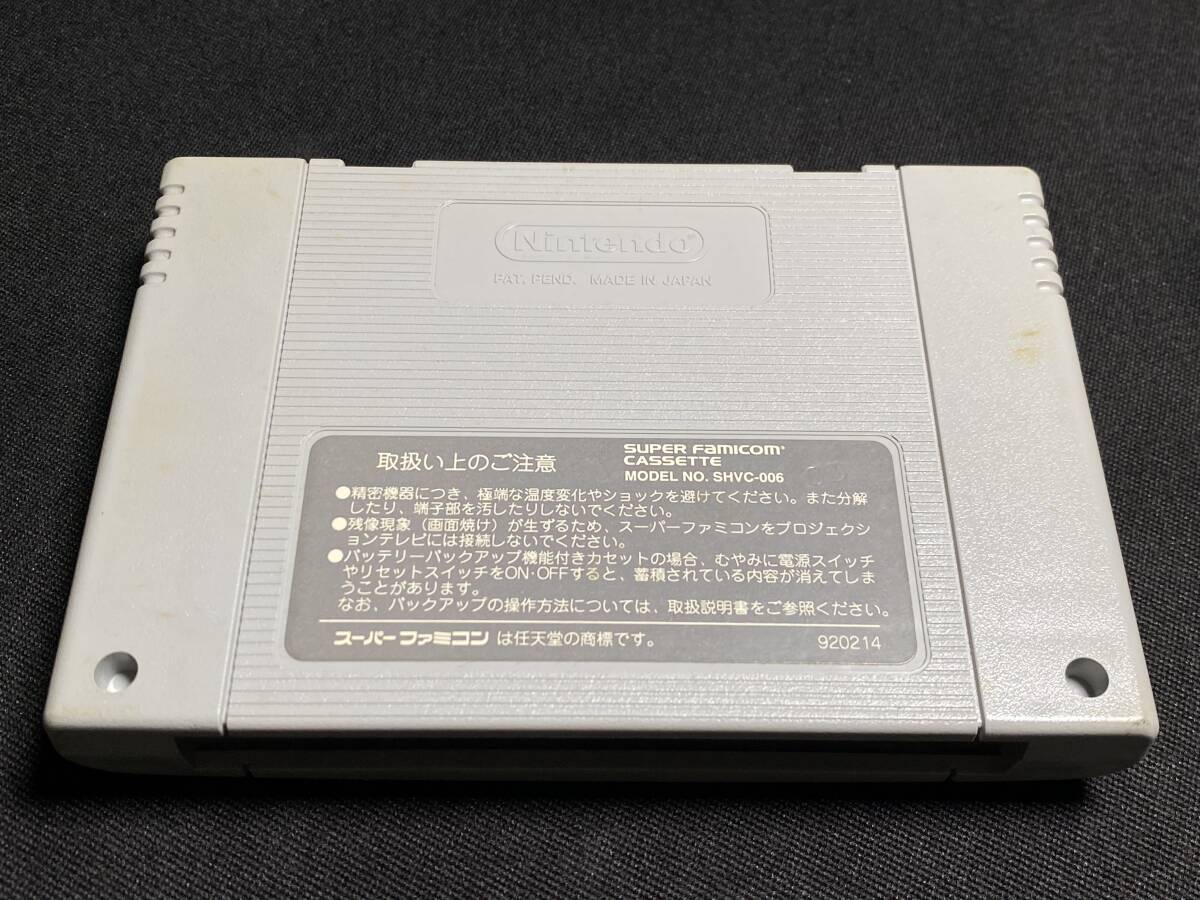 Nintendo
PAT. PEND. MADE IN JAPAN
取扱い上のご注意
SUPER FAMICOM
CASSETTE
MODEL NO. SHVC-006
●精密機器につき、極端な温度変化やショックを避けてください。また分解
したり、端子部を汚したりしないでください。
●残像現象（画面焼け）が生ずるため、スーパーファミコンをプロジェクシ
ョンテレビには接続しないでください。
●バッテリーバックアップ機能付きカセットの場合、むやみに電源スイッチ
やリセットスイッチをON・OFFすると、蓄積されている内容が消えてしま
うことがあります。
なお、バックアップの操作方法については、取扱説明書をご参照ください。
スーパーファミコン は任天堂の商標です。
920214